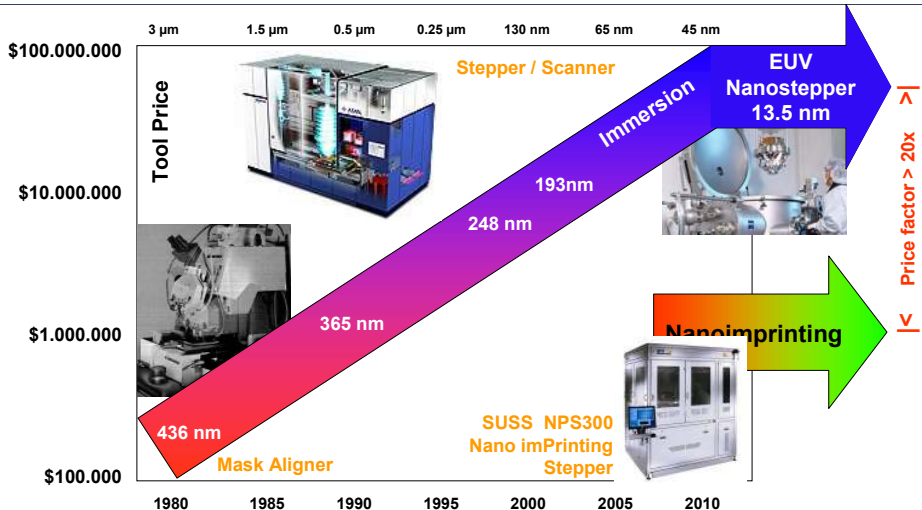 3 µm 1.5 µm 0.5 µm 0.25 µm 130 nm 65 nm 45 nm
$100.000.000
$10.000.000
$1.000.000
$100.000
Tool Price
Stepper / Scanner
ASML
Immersion
EUV
Nanostepper
13.5 nm
193nm
248 nm
365 nm
436 nm
Mask Aligner
Nanoimprinting
SUSS NPS300
Nano imPrinting
Stepper
< Price factor > 20x >
1980 1985 1990 1995 2000 2005 2010